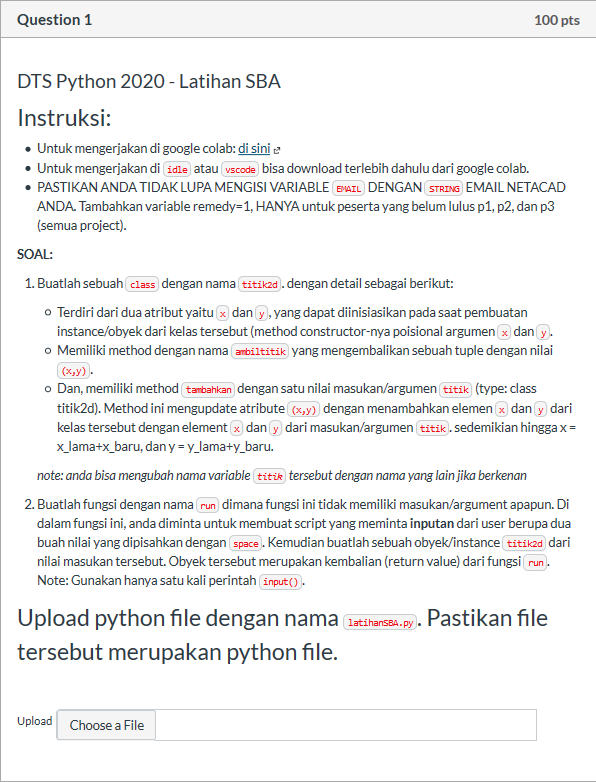 Question 1 100 pts
DTS Python 2020 - Latihan SBA
Instruksi:
Untuk mengerjakan di google colab: di sini
Untuk mengerjakan di idle atau vscode bisa download terlebih dahulu dari google colab.
PASTIKAN ANDA TIDAK LUPA MENGISI VARIABLE EMAIL DENGAN STRING EMAIL NETACAD
ANDA. Tambahkan variable remedy=1, HANYA untuk peserta yang belum lulus p1, p2, dan p3
(semua project).
SOAL:
1. Buatlah sebuah class dengan nama titik2d. dengan detail sebagai berikut:
Terdiri dari dua atribut yaitu x dan y, yang dapat diinisiasikan pada saat pembuatan
instance/obyek dari kelas tersebut (method constructor-nya poisional argumen x dan y.
Memiliki method dengan nama ambiltitik yang mengembalikan sebuah tuple dengan nilai
(x,y).
Dan, memiliki method tambahkan dengan satu nilai masukan/argumen titik (type: class
titik2d). Method ini mengupdate atribute (x,y) dengan menambahkan elemen x dan y dari
kelas tersebut dengan element x dan y dari masukan/argumen titik. sedemikian hingga x =
x_lama+x_baru, dan y = y_lama+y_baru.
note: anda bisa mengubah nama variable titik tersebut dengan nama yang lain jika berkenan
2. Buatlah fungsi dengan nama run dimana fungsi ini tidak memiliki masukan/argument apapun. Di
dalam fungsi ini, anda diminta untuk membuat script yang meminta inputan dari user berupa dua
buah nilai yang dipisahkan dengan space. Kemudian buatlah sebuah obyek/instance titik2d dari
nilai masukan tersebut. Obyek tersebut merupakan kembalian (return value) dari fungsi run.
Note: Gunakan hanya satu kali perintah input().
Upload python file dengan nama latihanSBA.py. Pastikan file
tersebut merupakan python file.
Upload Choose a File